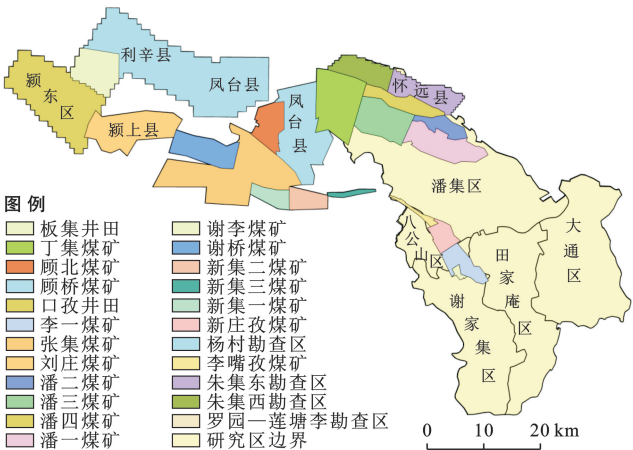 利辛县
凤台县
颍东区
颍上县
凤台县
怀远县
潘集区
八公山区
田家庵区
大通区
谢家集区
图例
板集井田
丁集煤矿
顾北煤矿
顾桥煤矿
口孜井田
李一煤矿
张集煤矿
刘庄煤矿
潘二煤矿
潘三煤矿
潘四煤矿
潘一煤矿
谢李煤矿
谢桥煤矿
新集二煤矿
新集三煤矿
新集一煤矿
新庄孜煤矿
杨村勘查区
李嘴孜煤矿
朱集东勘查区
朱集西勘查区
罗园—莲塘李勘查区
研究区边界
0 10 20 km